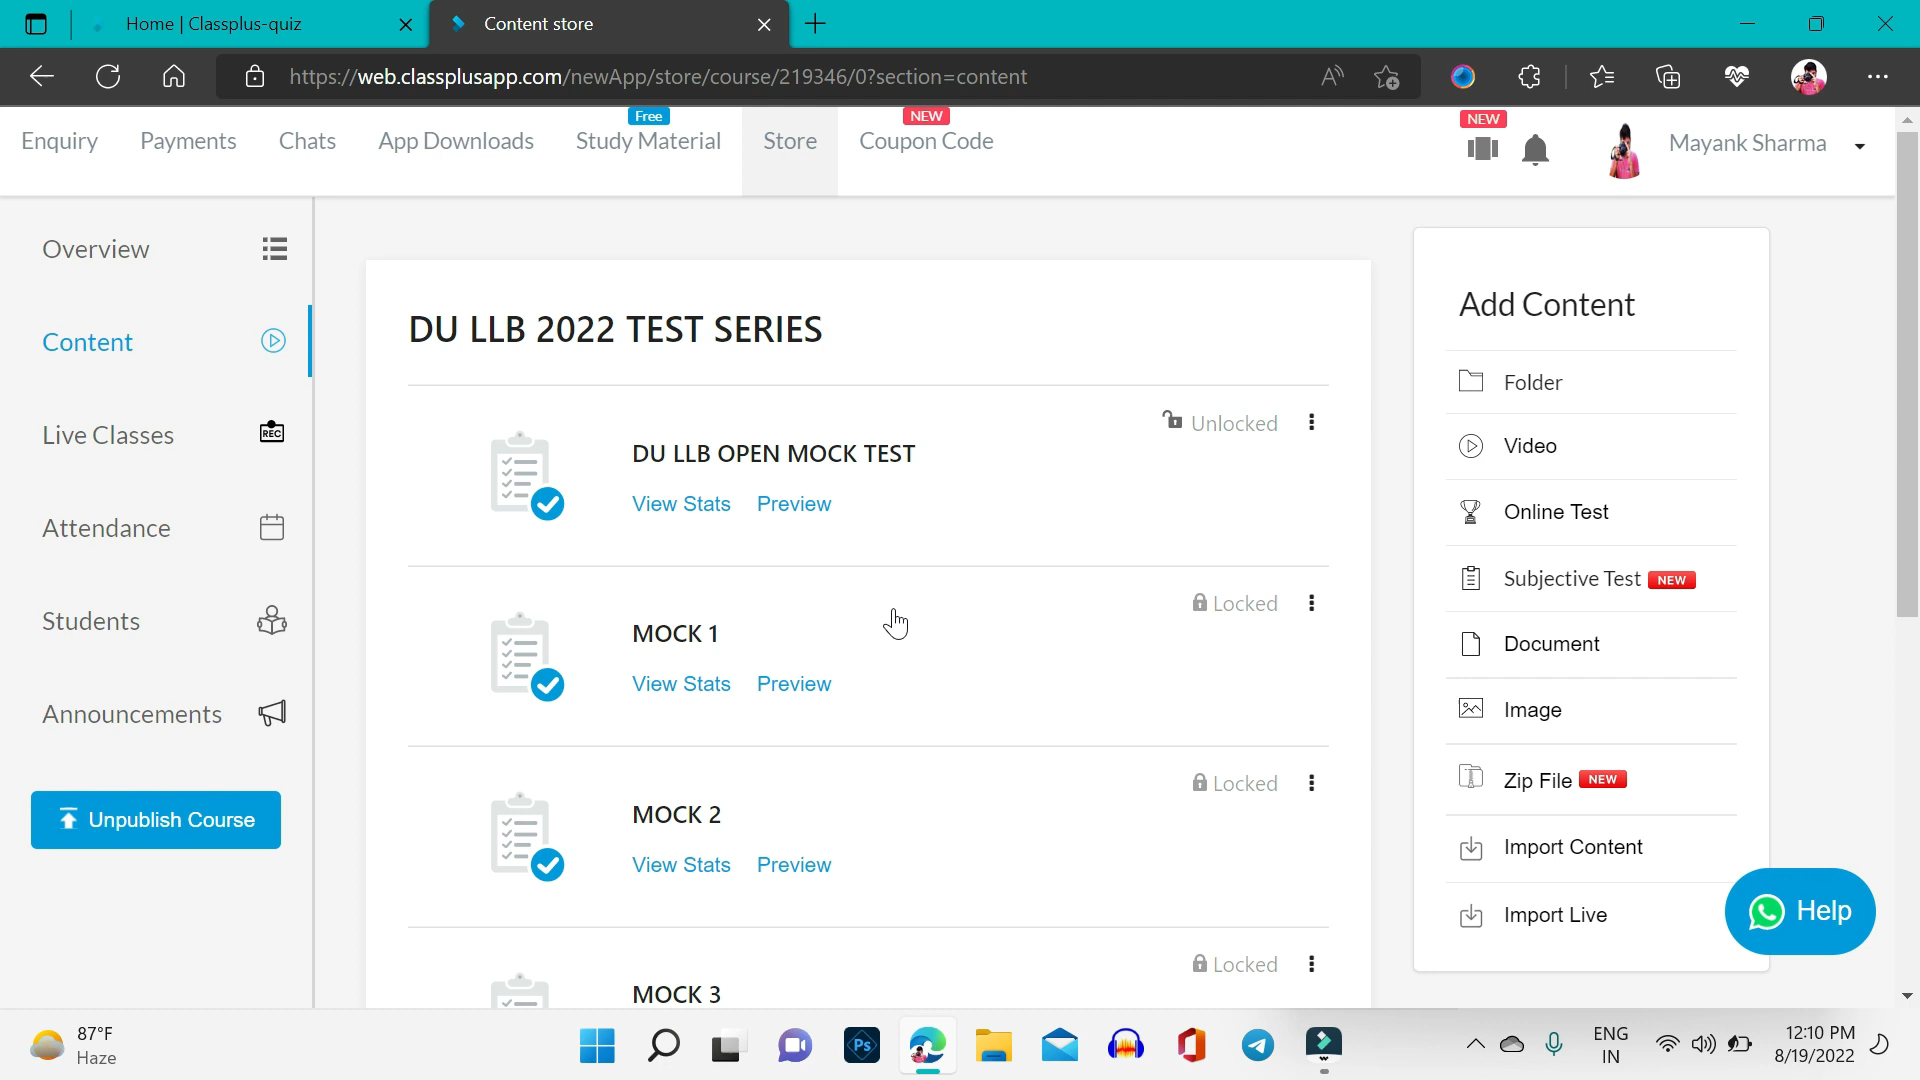 Home | Classplus-quiz
Content store
https://web.classplusapp.com/newApp/store/course/219346/0?section=content
Free
NEW
NEW
Enquiry
Payments
Chats
App Downloads
Study Material
Store
Coupon Code
Mayank Sharma
Overview
Content
Live Classes
REC
Attendance
Students
Announcements
Unpublish Course
DU LLB 2022 TEST SERIES
Unlocked
DU LLB OPEN MOCK TEST
View Stats Preview
Locked
MOCK 1
View Stats Preview
Locked
MOCK 2
View Stats Preview
Locked
MOCK 3
Add Content
Folder
Video
Online Test
Subjective Test NEW
Document
Image
Zip File NEW
Import Content
Import Live
Help
87°F
Haze
Ps
ENG
IN
12:10 PM
8/19/2022